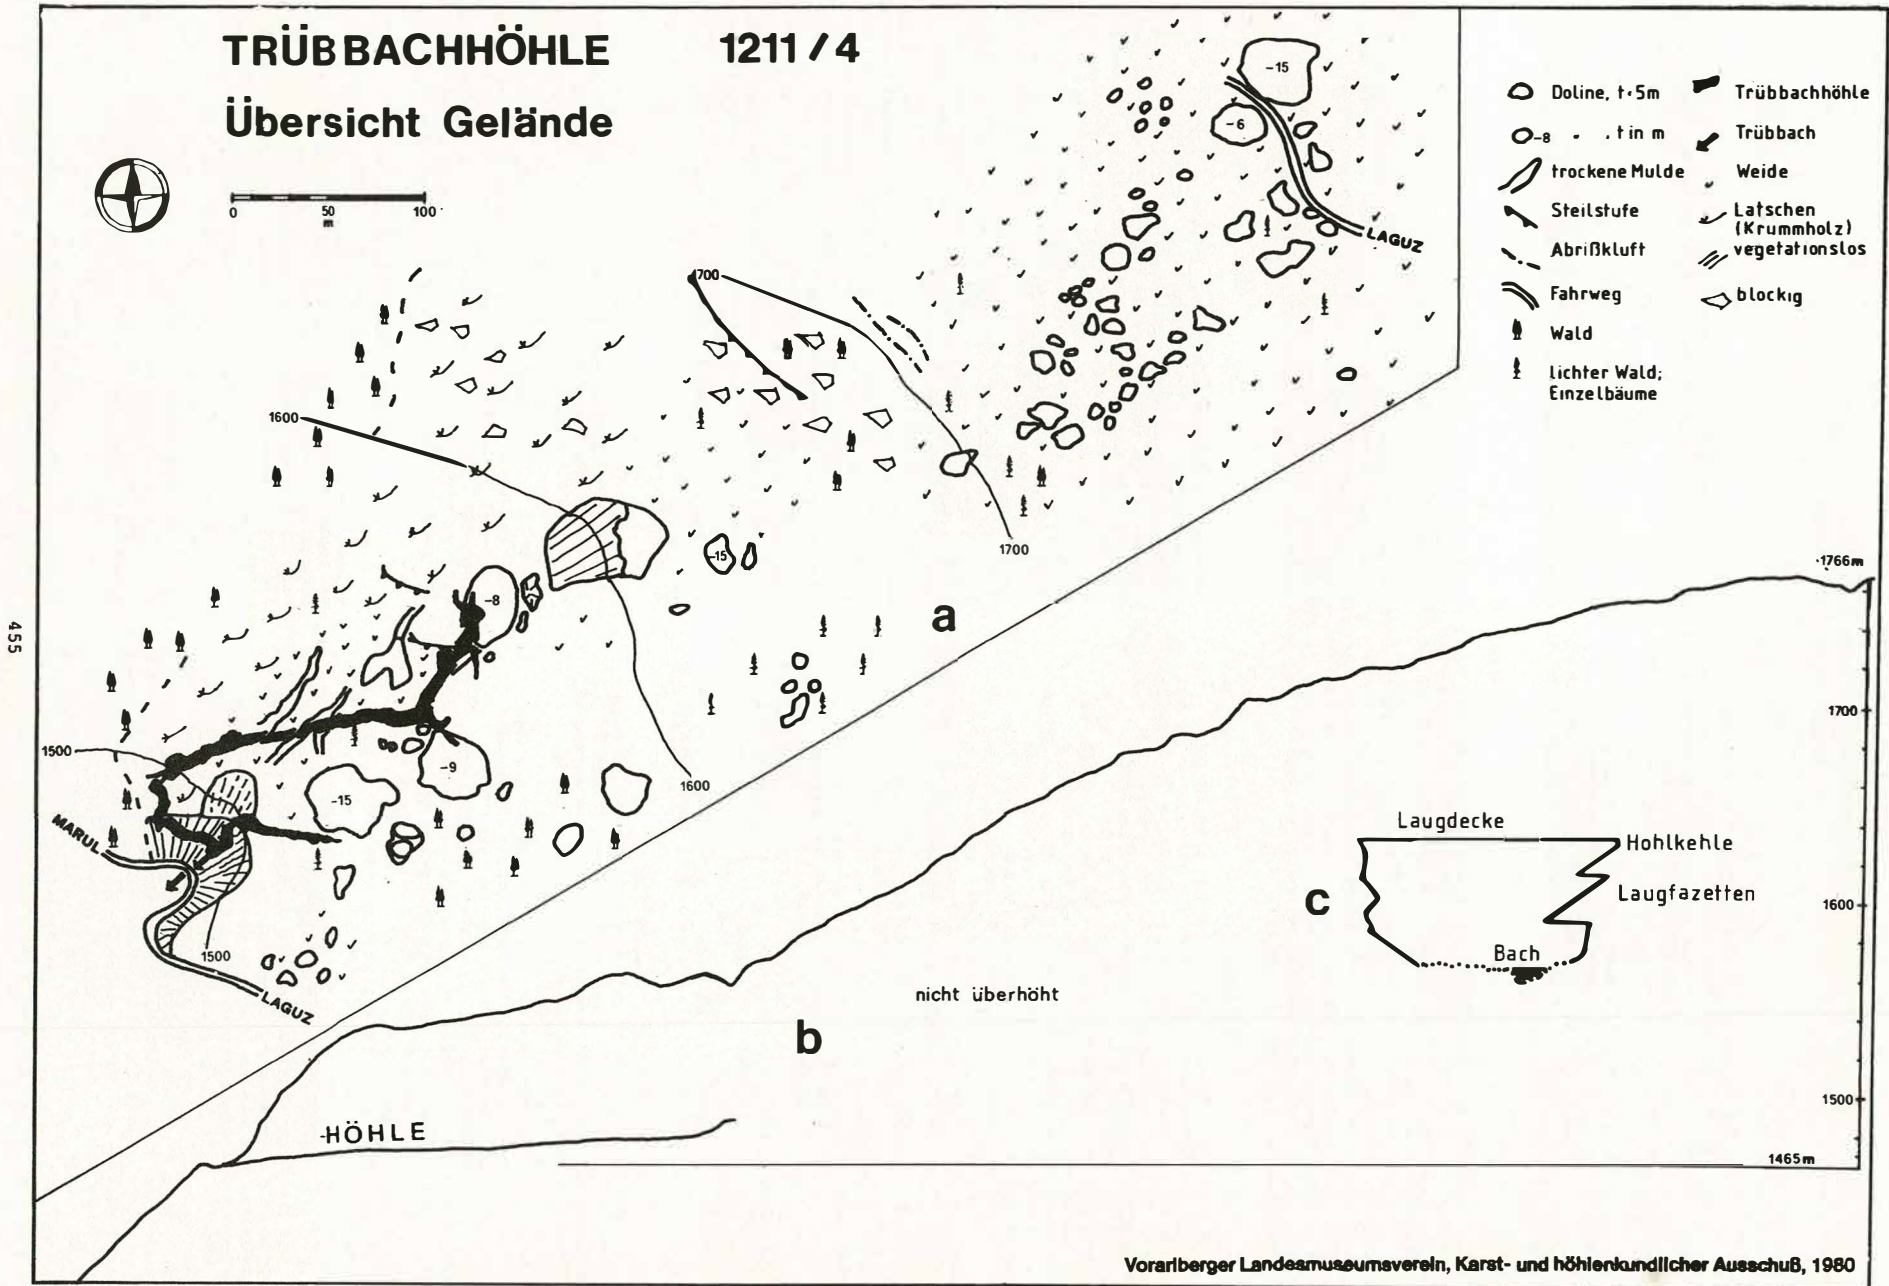 TRÜBBACHHÖHLE 1211/4
Übersicht Gelände
0 50 100
m
Doline, t<5m
-8 " , t in m
trockene Mulde
Steilstufe
Abrißkluft
Fahrweg
Wald
lichter Wald;
Einzelbäume
Trübbachhöhle
Trübbach
Weide
Latschen
(Krummholz)
vegetationslos
blockig
-15
-6
LAGUZ
1700
1600
1700
-15
-8
a
1500
-9
-15
1600
MARUL
1500
LAGUZ
455
1766m
1700
1600
1500
1465m
Laugdecke
Hohlkehle
Laugfazetten
c
Bach
nicht überhöht
b
HÖHLE
Vorarlberger Landesmuseumsverein, Karst- und höhlenkundlicher Ausschuß, 1980